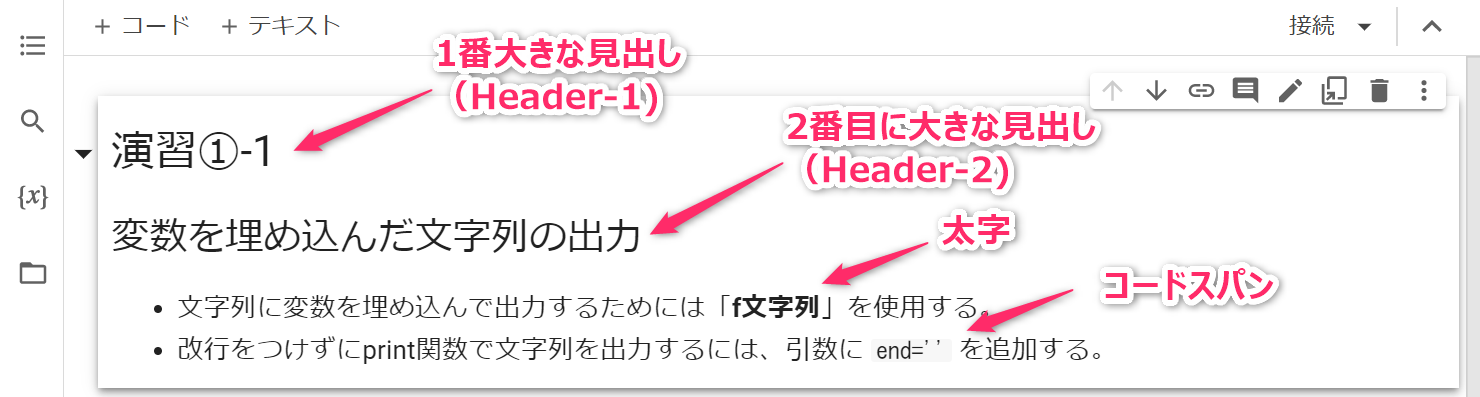 + コード + テキスト 接続
1番大きな見出し
（Header-1)
演習①-1
2番目に大きな見出し
（Header-2)
{x}
変数を埋め込んだ文字列の出力
太字
コードスパン
• 文字列に変数を埋め込んで出力するためには「f文字列」を使用する。
• 改行をつけずにprint関数で文字列を出力するには、引数に end='' を追加する。